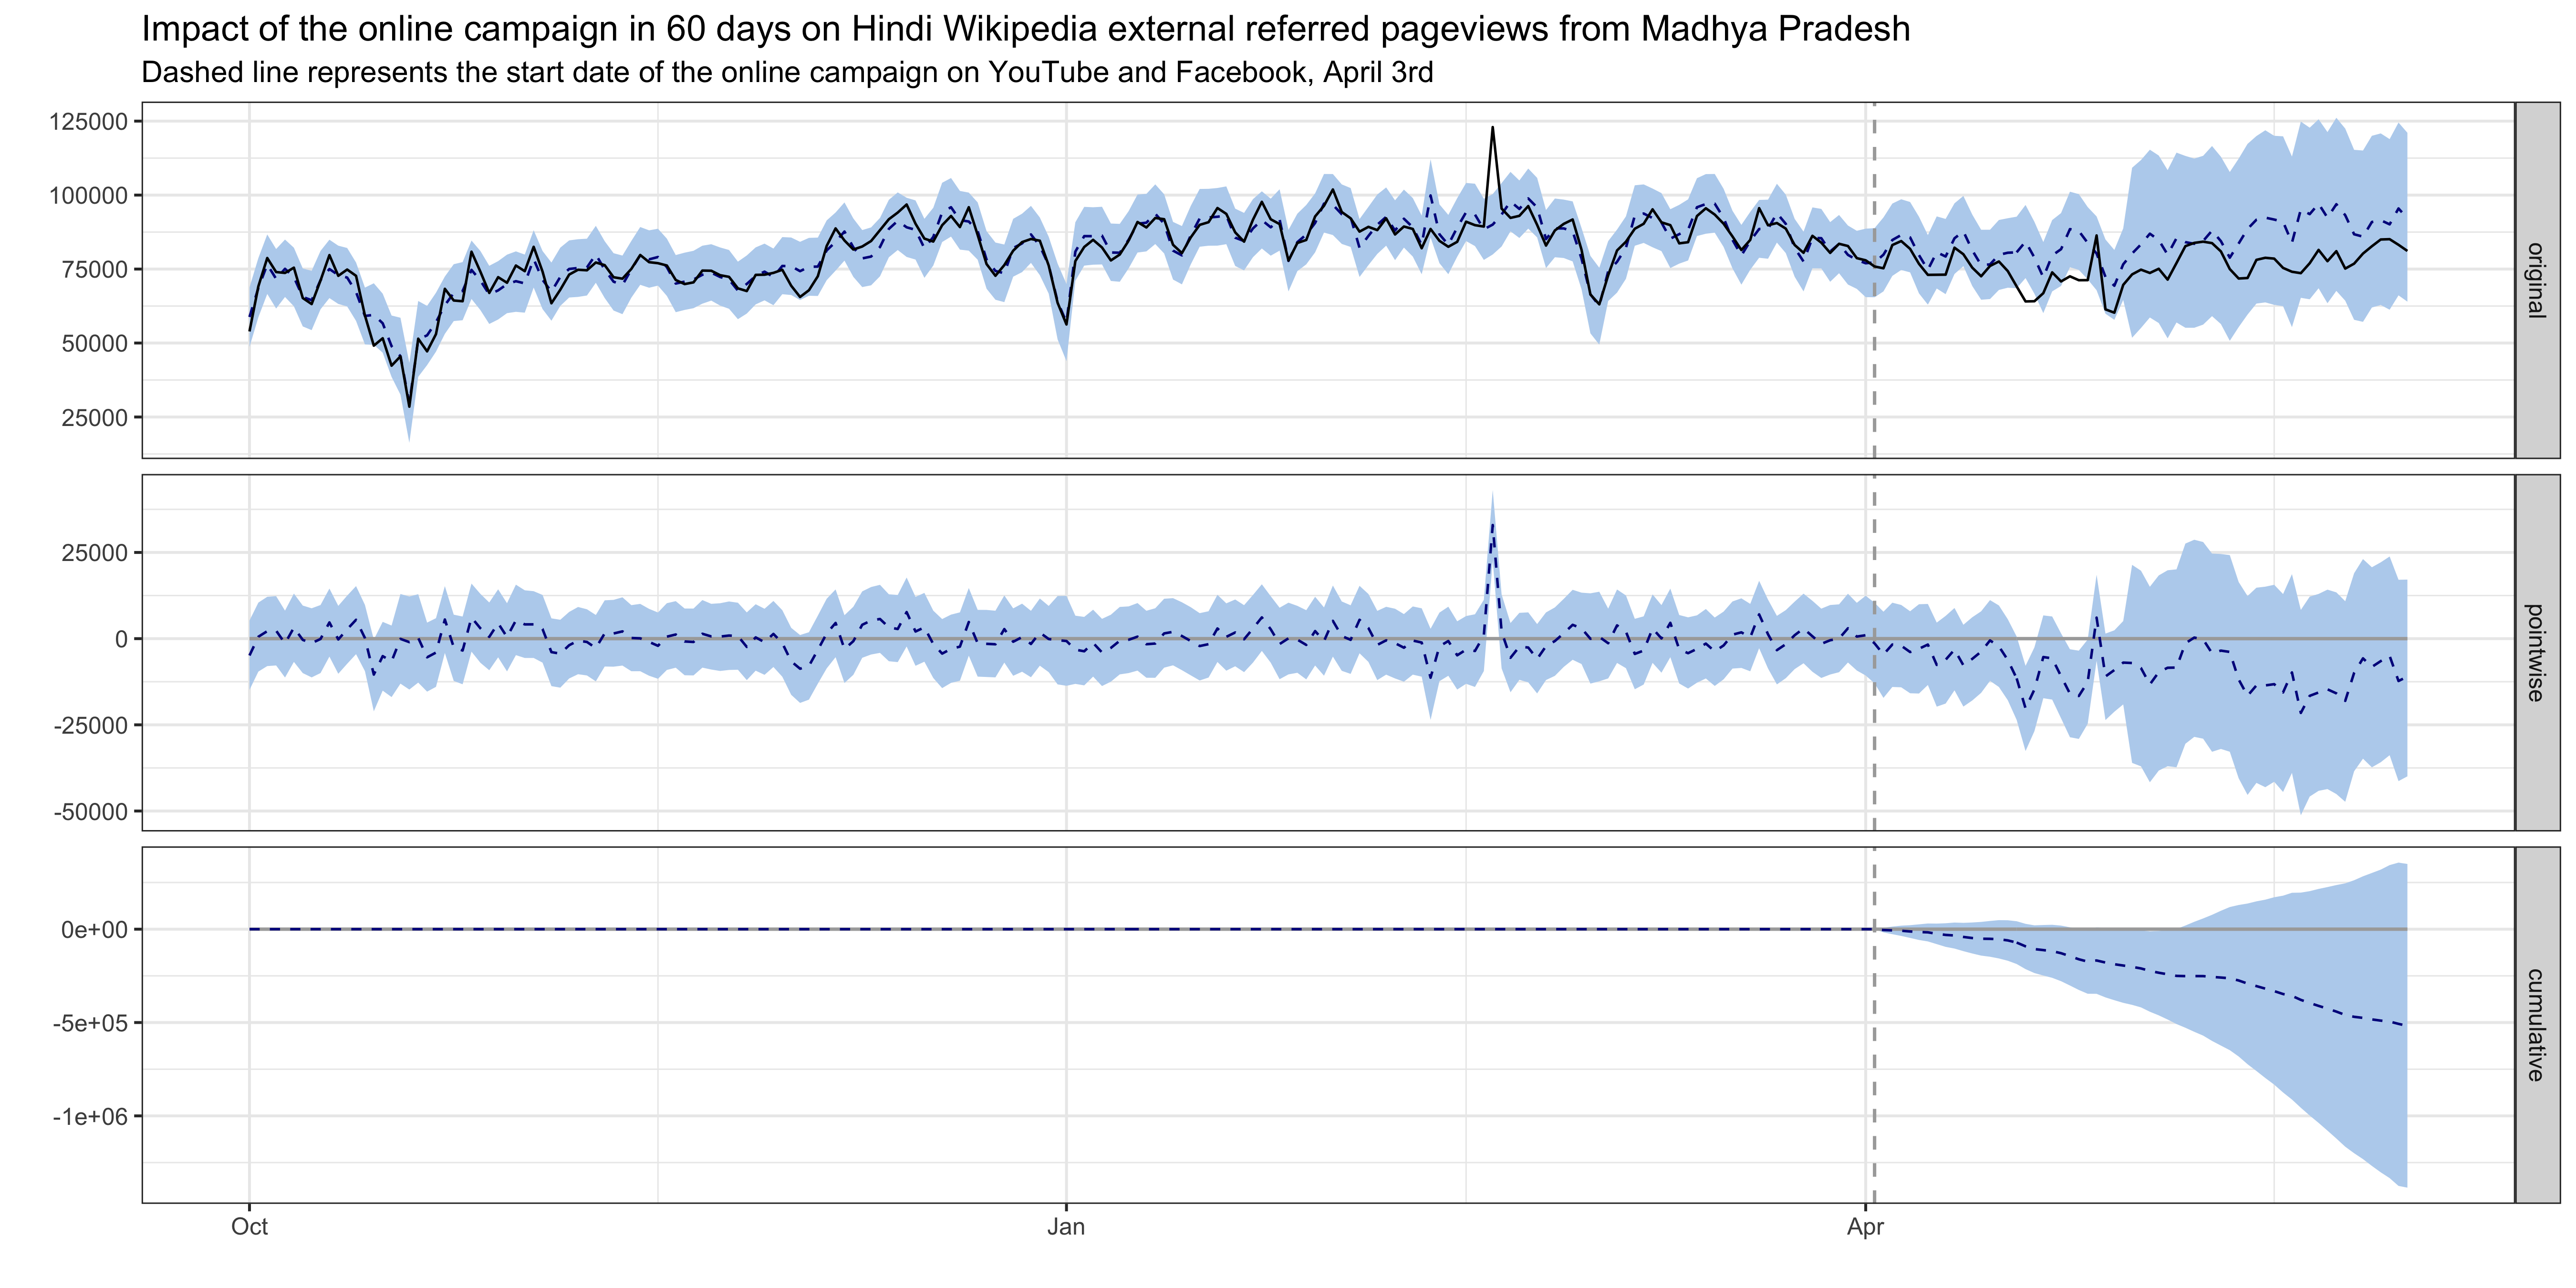 Impact of the online campaign in 60 days on Hindi Wikipedia external referred pageviews from Madhya Pradesh
Dashed line represents the start date of the online campaign on YouTube and Facebook, April 3rd
125000
100000
75000
50000
25000
original
25000
0
-25000
-50000
pointwise
0e+00
-5e+05
-1e+06
cumulative
Oct Jan Apr